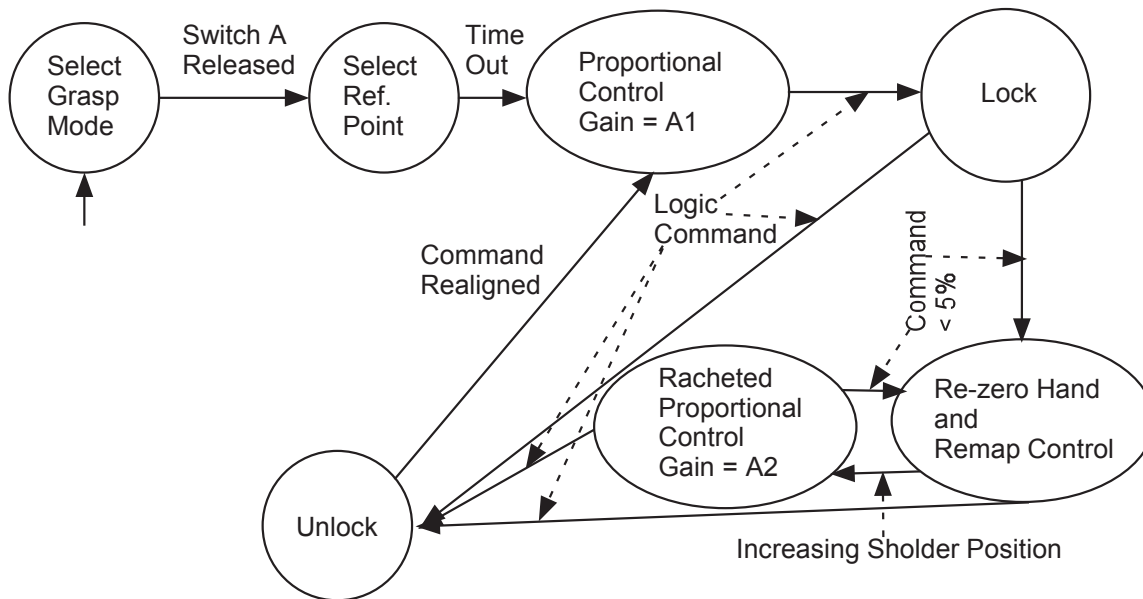 Select
Grasp
Mode
Switch A
Released
Select
Ref.
Point
Time
Out
Proportional
Control
Gain = A1
Lock
Logic
Command
Command
Realigned
Command
< 5%
Racheted
Proportional
Control
Gain = A2
Re-zero Hand
and
Remap Control
Unlock
Increasing Sholder Position